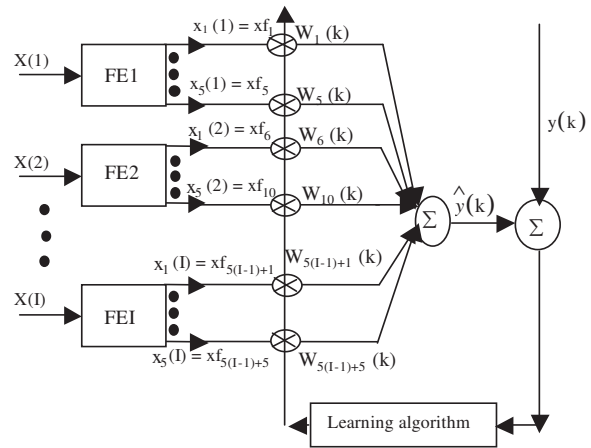 x₁ (1) = xf₁
W₁ (k)
X(1)
FE1
x₅(1) = xf₅
W₅ (k)
x₁ (2) = xf₆
W₆ (k)
y(k)
X(2)
FE2
x₅ (2) = xf₁₀
W₁₀ (k)
Σ
ŷ(k)
Σ
x₁ (I) = xf₅₍I₋₁₎₊₁
W₅₍I₋₁₎₊₁ (k)
X(I)
FEI
x₅ (I) = xf₅₍I₋₁₎₊₅
W₅₍I₋₁₎₊₅ (k)
Learning algorithm